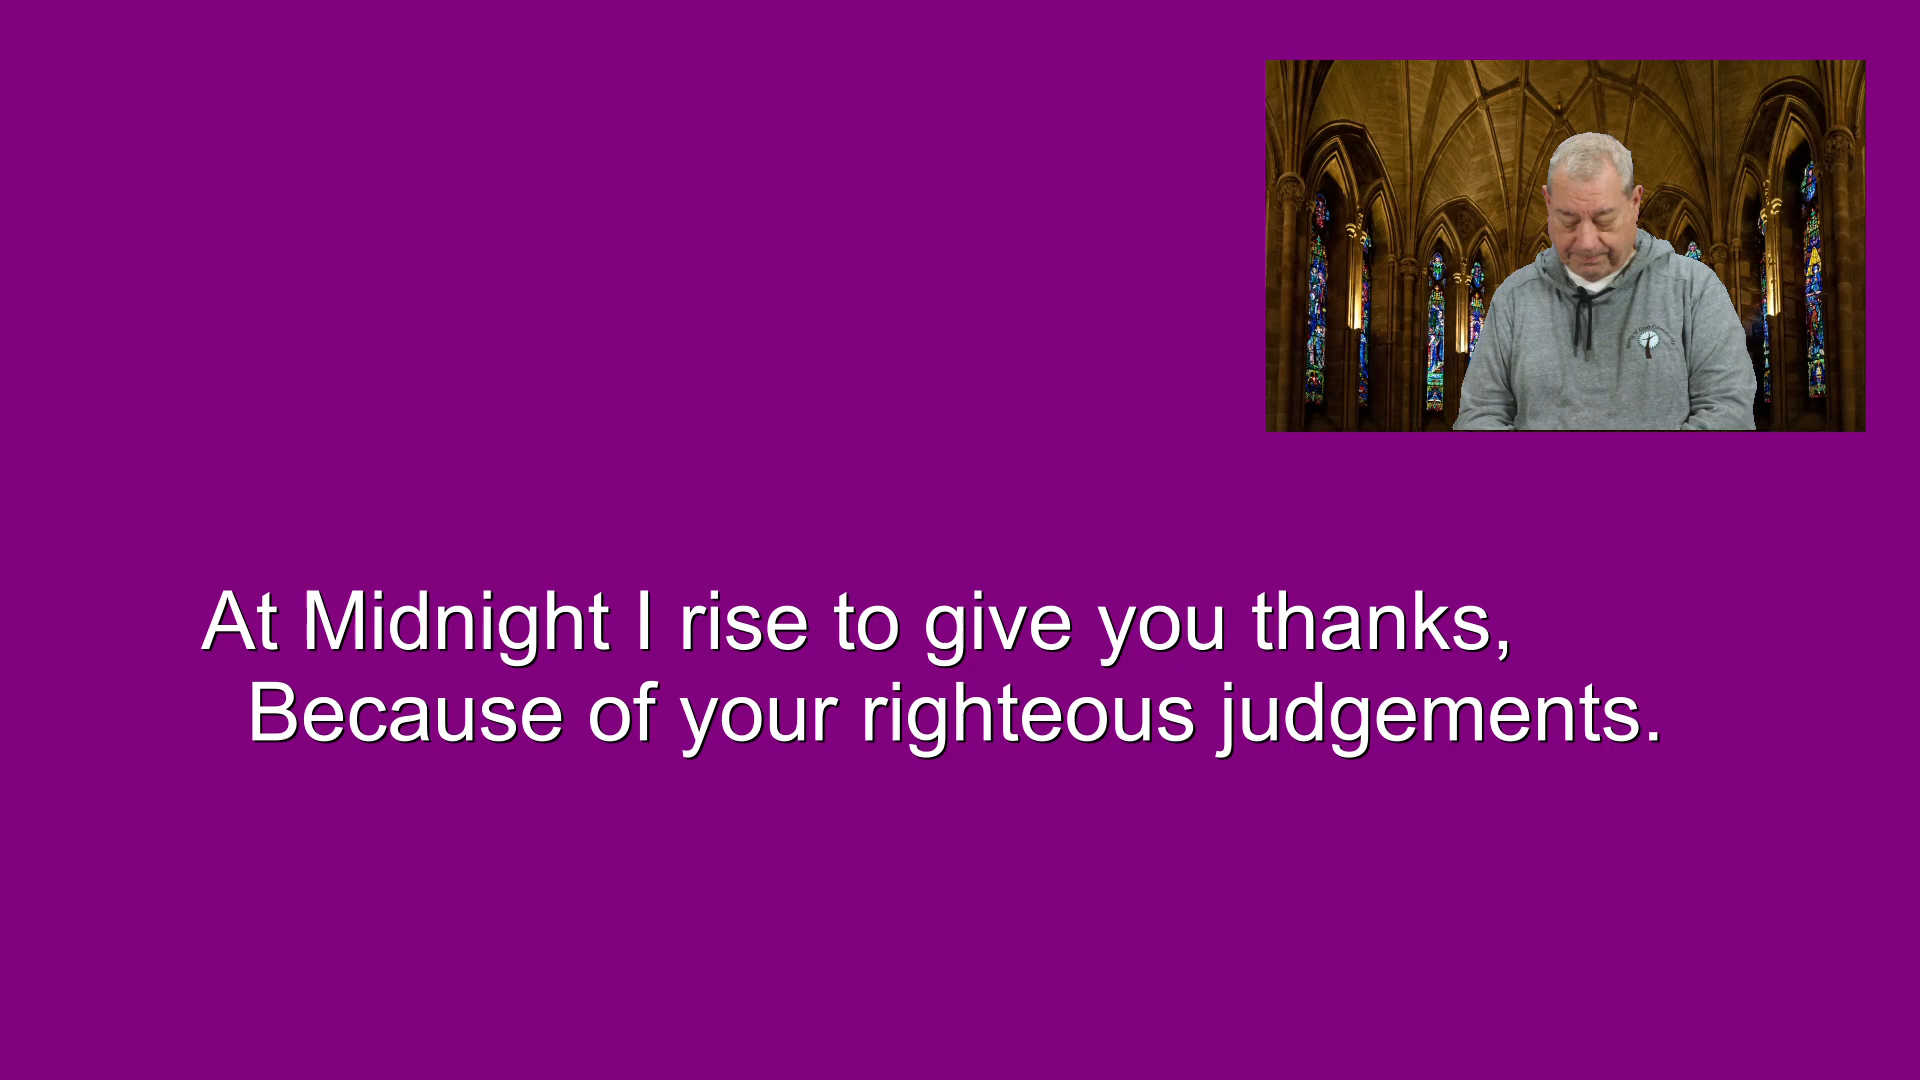 At Midnight I rise to give you thanks,
Because of your righteous judgements.